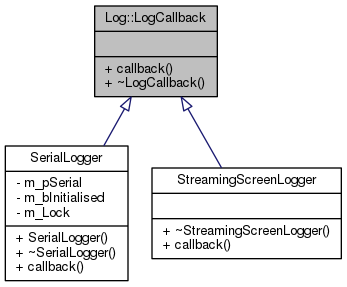 Log::LogCallback
+ callback()
+ ~LogCallback()
SerialLogger
- m_pSerial
- m_bInitialised
- m_Lock
+ SerialLogger()
+ ~SerialLogger()
+ callback()
StreamingScreenLogger
+ ~StreamingScreenLogger()
+ callback()